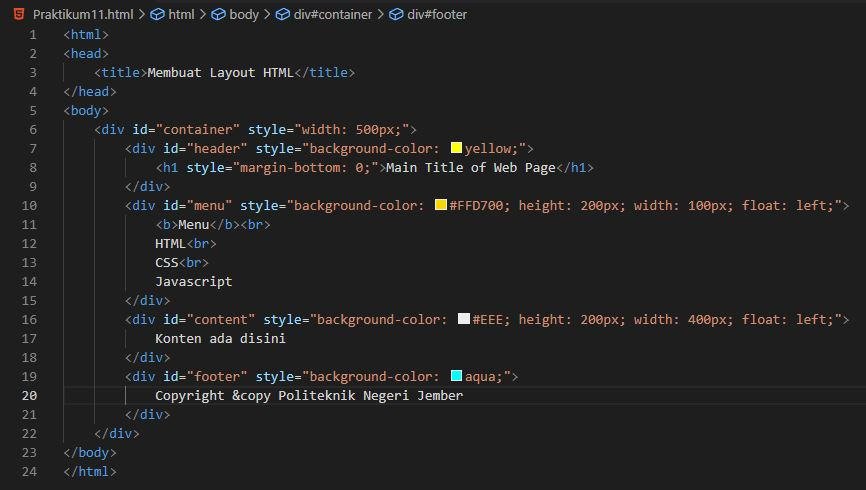 Praktikum11.html > html > body > div#container > div#footer
1 <html>
2 <head>
3 <title>Membuat Layout HTML</title>
4 </head>
5 <body>
6 <div id="container" style="width: 500px;">
7 <div id="header" style="background-color: yellow;">
8 <h1 style="margin-bottom: 0;">Main Title of Web Page</h1>
9 </div>
10 <div id="menu" style="background-color: #FFD700; height: 200px; width: 100px; float: left;">
11 <b>Menu</b><br>
12 HTML<br>
13 CSS<br>
14 Javascript
15 </div>
16 <div id="content" style="background-color: #EEE; height: 200px; width: 400px; float: left;">
17 Konten ada disini
18 </div>
19 <div id="footer" style="background-color: aqua;">
20 Copyright &copy Politeknik Negeri Jember
21 </div>
22 </div>
23 </body>
24 </html>